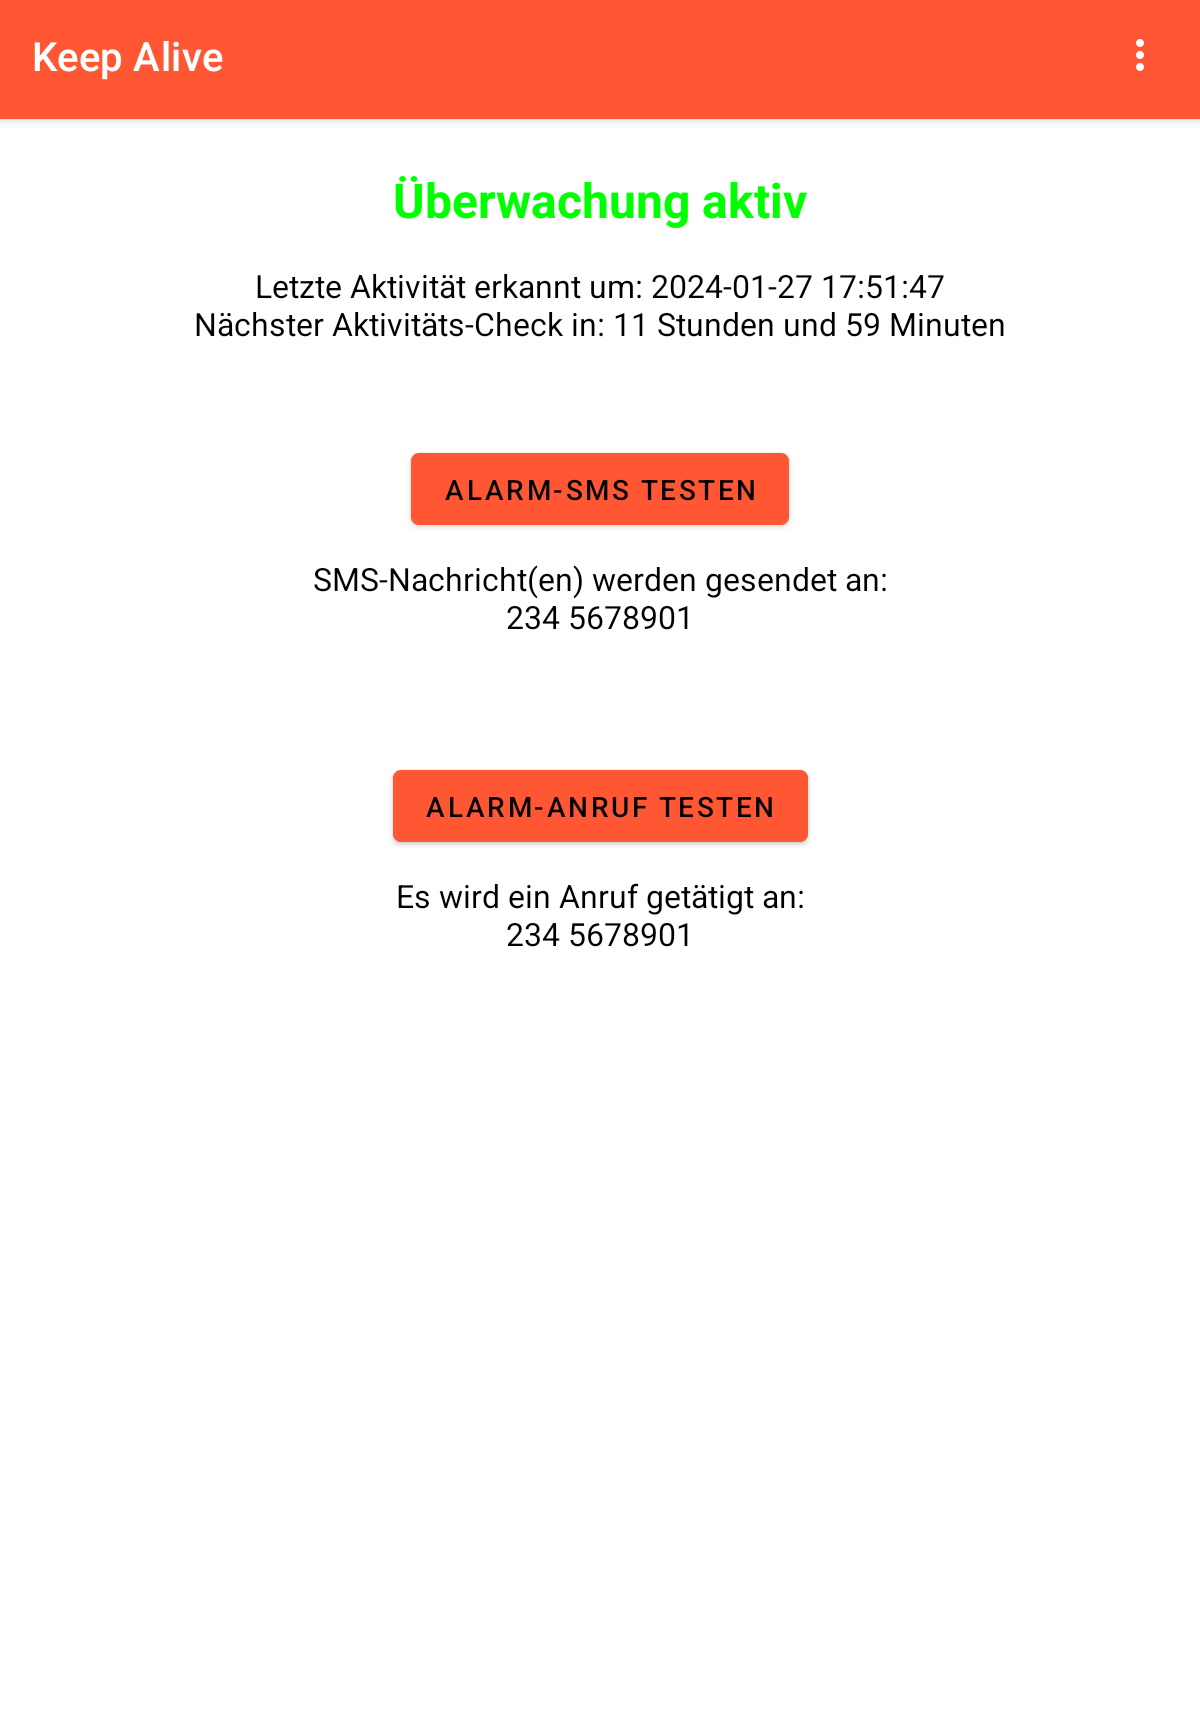 Keep Alive
Überwachung aktiv
Letzte Aktivität erkannt um: 2024-01-27 17:51:47
Nächster Aktivitäts-Check in: 11 Stunden und 59 Minuten
ALARM-SMS TESTEN
SMS-Nachricht(en) werden gesendet an:
234 5678901
ALARM-ANRUF TESTEN
Es wird ein Anruf getätigt an:
234 5678901